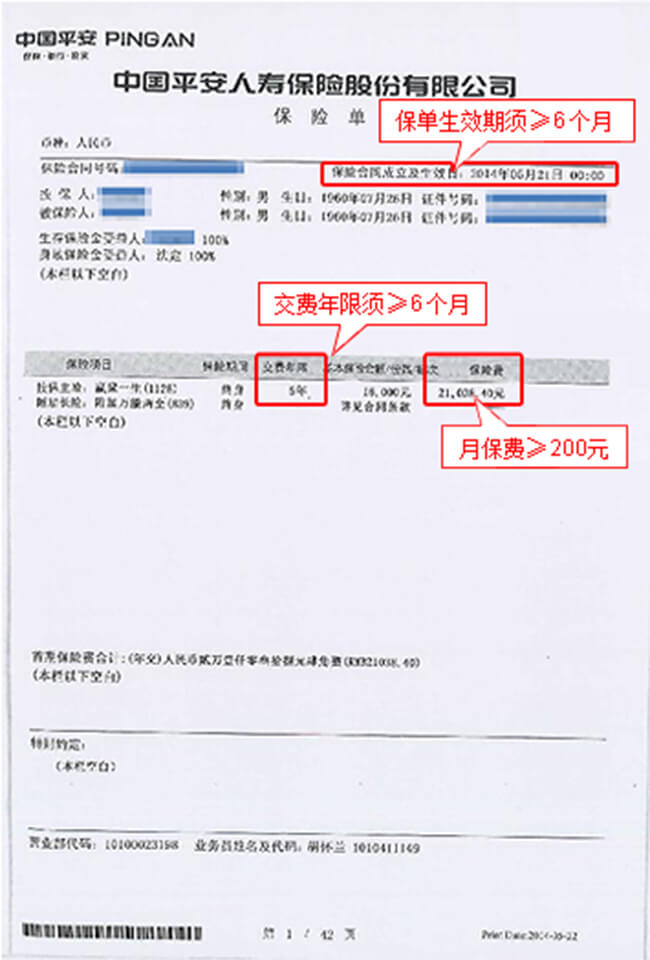 中国平安 PINGAN
保险·银行·投资
中国平安人寿保险股份有限公司
保 险 单
保单生效期须≥6个月
币种：人民币
保险合同号码
保险合同成立及生效日：2014年05月21日 00:00
投 保 人： 性别：男 生日：1960年07月26日 证件号码：
被保险人： 性别：男 生日：1960年07月26日 证件号码：
生存保险金受益人： 100%
身故保险金受益人： 法定 100%
(本栏以下空白)
交费年限须≥6个月
保险项目 保险期间 交费年限 基本保险金额/份数/档次 保险费
投保主险： 赢一生(1128) 终身 5年 16,000元 21,038.40元
附加长险： 万能两全(839) 终身 详见合同条款
(本栏以下空白)
月保费≥200元
首期保险费合计：(年交)人民币贰万壹仟零叁拾捌元肆角整(RMB21038.40)
(本栏以下空白)
特别约定：
(本栏空白)
营业部代码： 10100023198 业务员姓名及代码： 1010411149
第 1 / 42 页
Print Date:2014-05-22